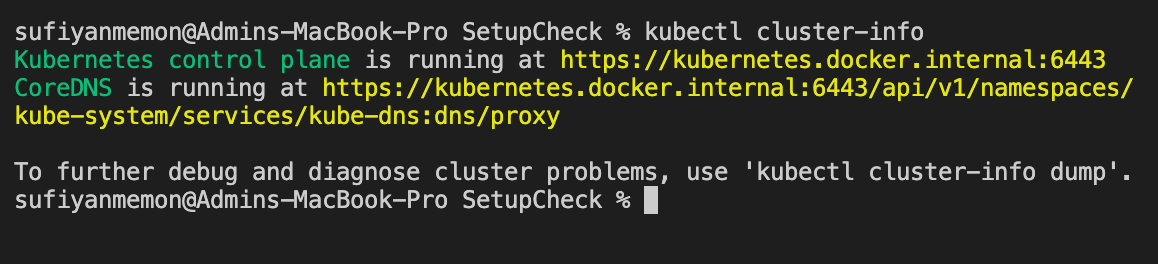 sufiyanmemon@Admins-MacBook-Pro SetupCheck % kubectl cluster-info
Kubernetes control plane is running at https://kubernetes.docker.internal:6443
CoreDNS is running at https://kubernetes.docker.internal:6443/api/v1/namespaces/
kube-system/services/kube-dns:dns/proxy
To further debug and diagnose cluster problems, use 'kubectl cluster-info dump'.
sufiyanmemon@Admins-MacBook-Pro SetupCheck %